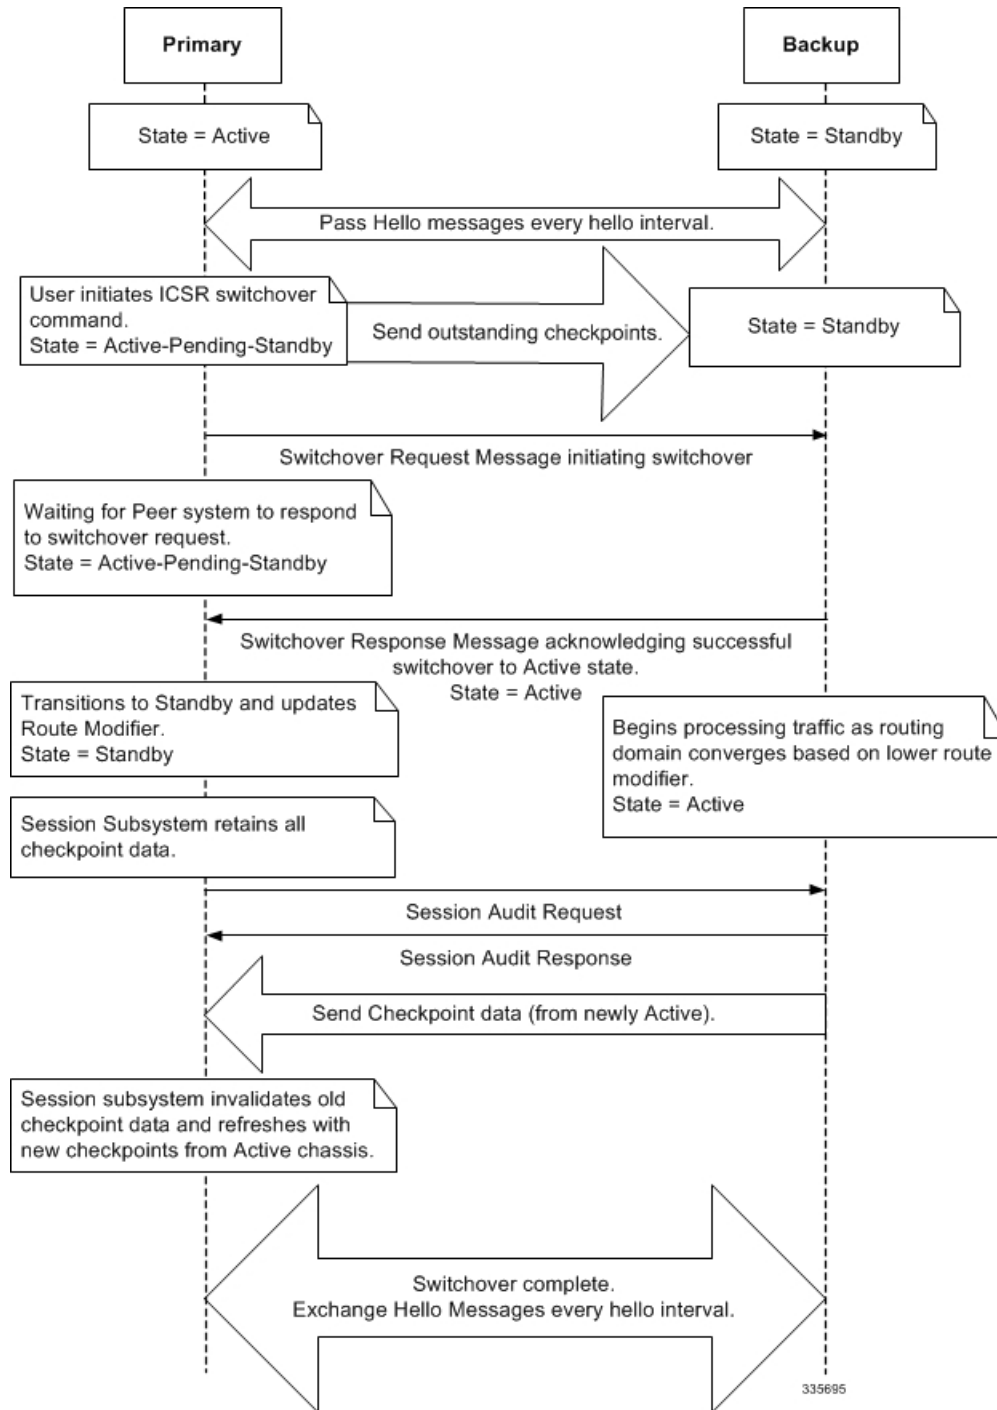 Primary
Backup
State = Active
State = Standby
Pass Hello messages every hello interval.
User initiates ICSR switchover
command.
State = Active-Pending-Standby
Send outstanding checkpoints.
State = Standby
Switchover Request Message initiating switchover
Waiting for Peer system to respond
to switchover request.
State = Active-Pending-Standby
Switchover Response Message acknowledging successful
switchover to Active state.
State = Active
Transitions to Standby and updates
Route Modifier.
State = Standby
Begins processing traffic as routing
domain converges based on lower route
modifier.
State = Active
Session Subsystem retains all
checkpoint data.
Session Audit Request
Session Audit Response
Send Checkpoint data (from newly Active).
Session subsystem invalidates old
checkpoint data and refreshes with
new checkpoints from Active chassis.
Switchover complete.
Exchange Hello Messages every hello interval.
335695